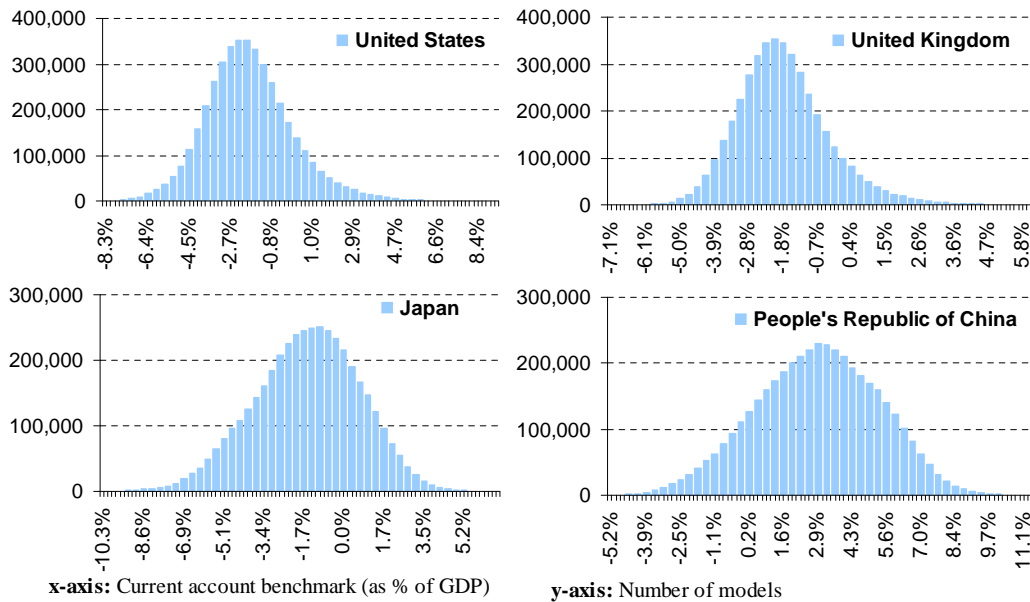 United States
400,000
300,000
200,000
100,000
0
-8.3% -6.4% -4.5% -2.7% -0.8% 1.0% 2.9% 4.7% 6.6% 8.4%
United Kingdom
400,000
300,000
200,000
100,000
0
-7.1% -6.1% -5.0% -3.9% -2.8% -1.8% -0.7% 0.4% 1.5% 2.6% 3.6% 4.7% 5.8%
Japan
300,000
200,000
100,000
0
-10.3% -8.6% -6.9% -5.1% -3.4% -1.7% 0.0% 1.7% 3.5% 5.2%
People's Republic of China
300,000
200,000
100,000
0
-5.2% -3.9% -2.5% -1.1% 0.2% 1.6% 2.9% 4.3% 5.6% 7.0% 8.4% 9.7% 11.1%
x-axis: Current account benchmark (as % of GDP)
y-axis: Number of models